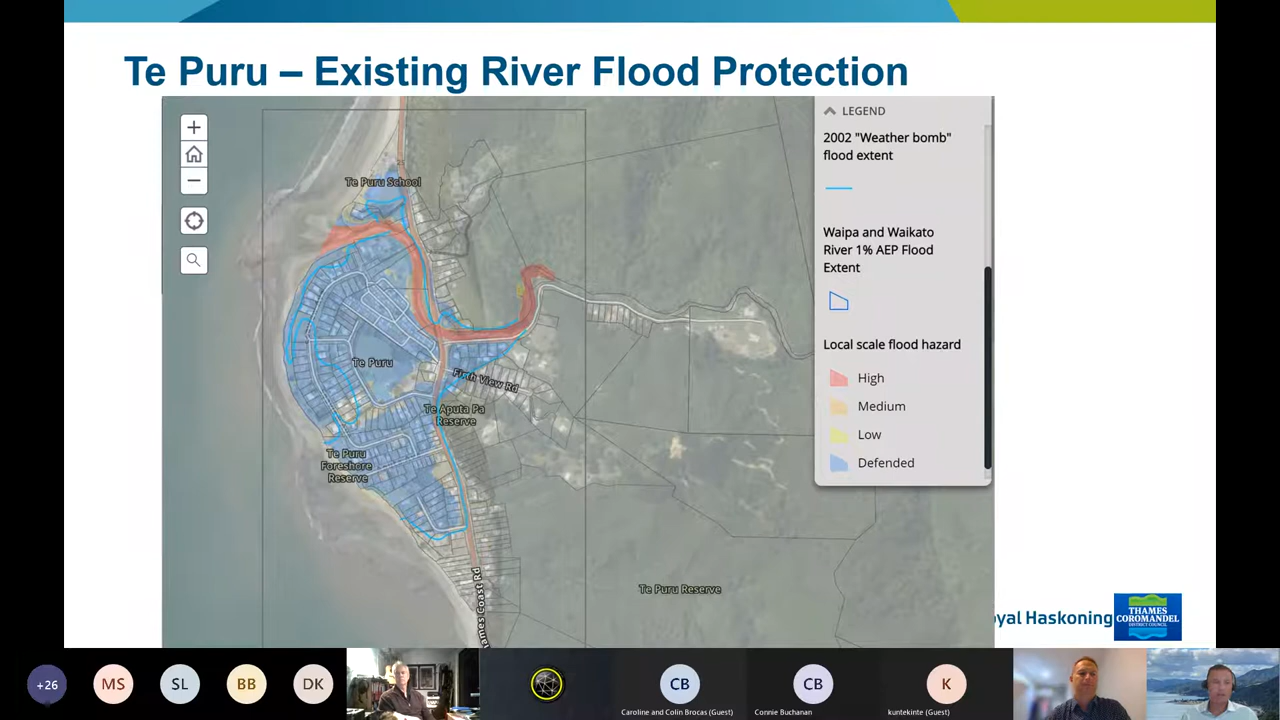 Te Puru – Existing River Flood Protection
LEGEND
2002 "Weather bomb"
flood extent
Waipa and Waikato
River 1% AEP Flood
Extent
Local scale flood hazard
High
Medium
Low
Defended
Te Puru School
Te Puru
Firth View Rd
Te Aputa Pa
Reserve
Te Puru
Foreshore
Reserve
Thames Coast Rd
Te Puru Reserve
oyal Haskoning
THAMES
COROMANDEL
DISTRICT COUNCIL
+26
MS
SL
BB
DK
CB
CB
K
Caroline and Colin Brocas (Guest)
Connie Buchanan
kuntekinte (Guest)